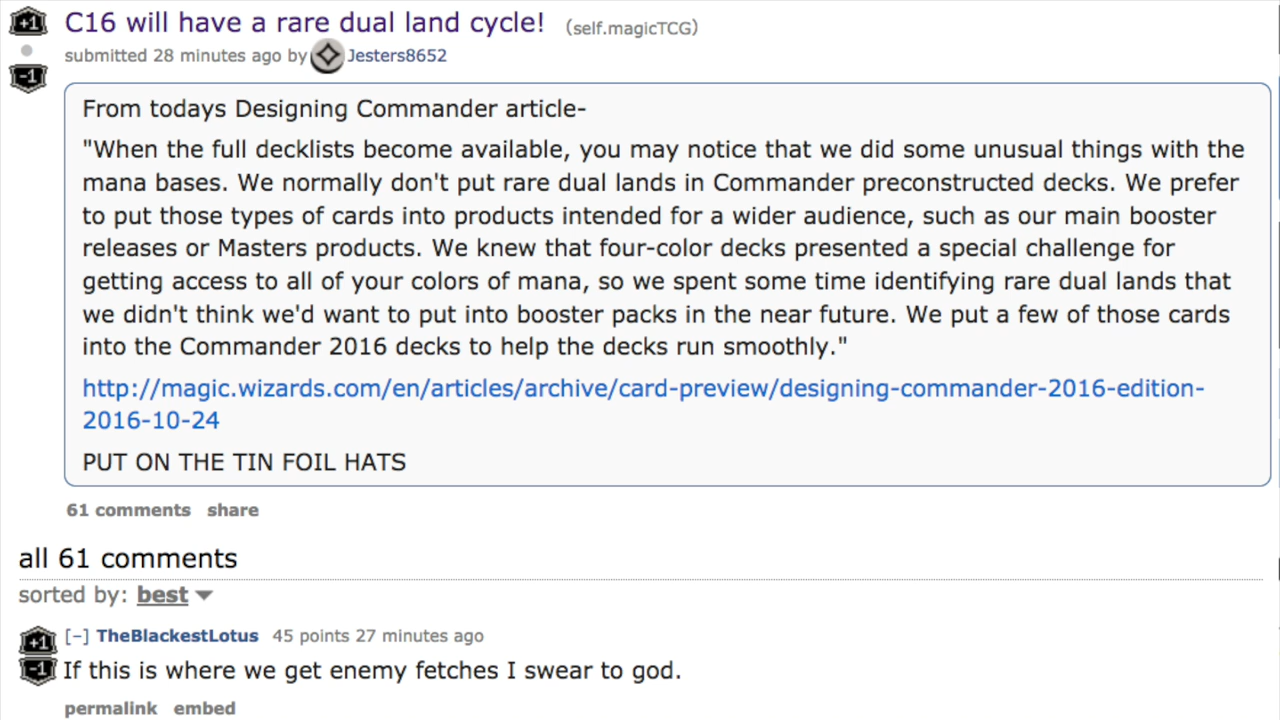 +1
C16 will have a rare dual land cycle! (self.magicTCG)
submitted 28 minutes ago by Jesters8652
-1
From todays Designing Commander article-
"When the full decklists become available, you may notice that we did some unusual things with the
mana bases. We normally don't put rare dual lands in Commander preconstructed decks. We prefer
to put those types of cards into products intended for a wider audience, such as our main booster
releases or Masters products. We knew that four-color decks presented a special challenge for
getting access to all of your colors of mana, so we spent some time identifying rare dual lands that
we didn't think we'd want to put into booster packs in the near future. We put a few of those cards
into the Commander 2016 decks to help the decks run smoothly."
http://magic.wizards.com/en/articles/archive/card-preview/designing-commander-2016-edition-
2016-10-24
PUT ON THE TIN FOIL HATS
61 comments share
all 61 comments
sorted by: best
+1
[–] TheBlackestLotus 45 points 27 minutes ago
-1
If this is where we get enemy fetches I swear to god.
permalink embed